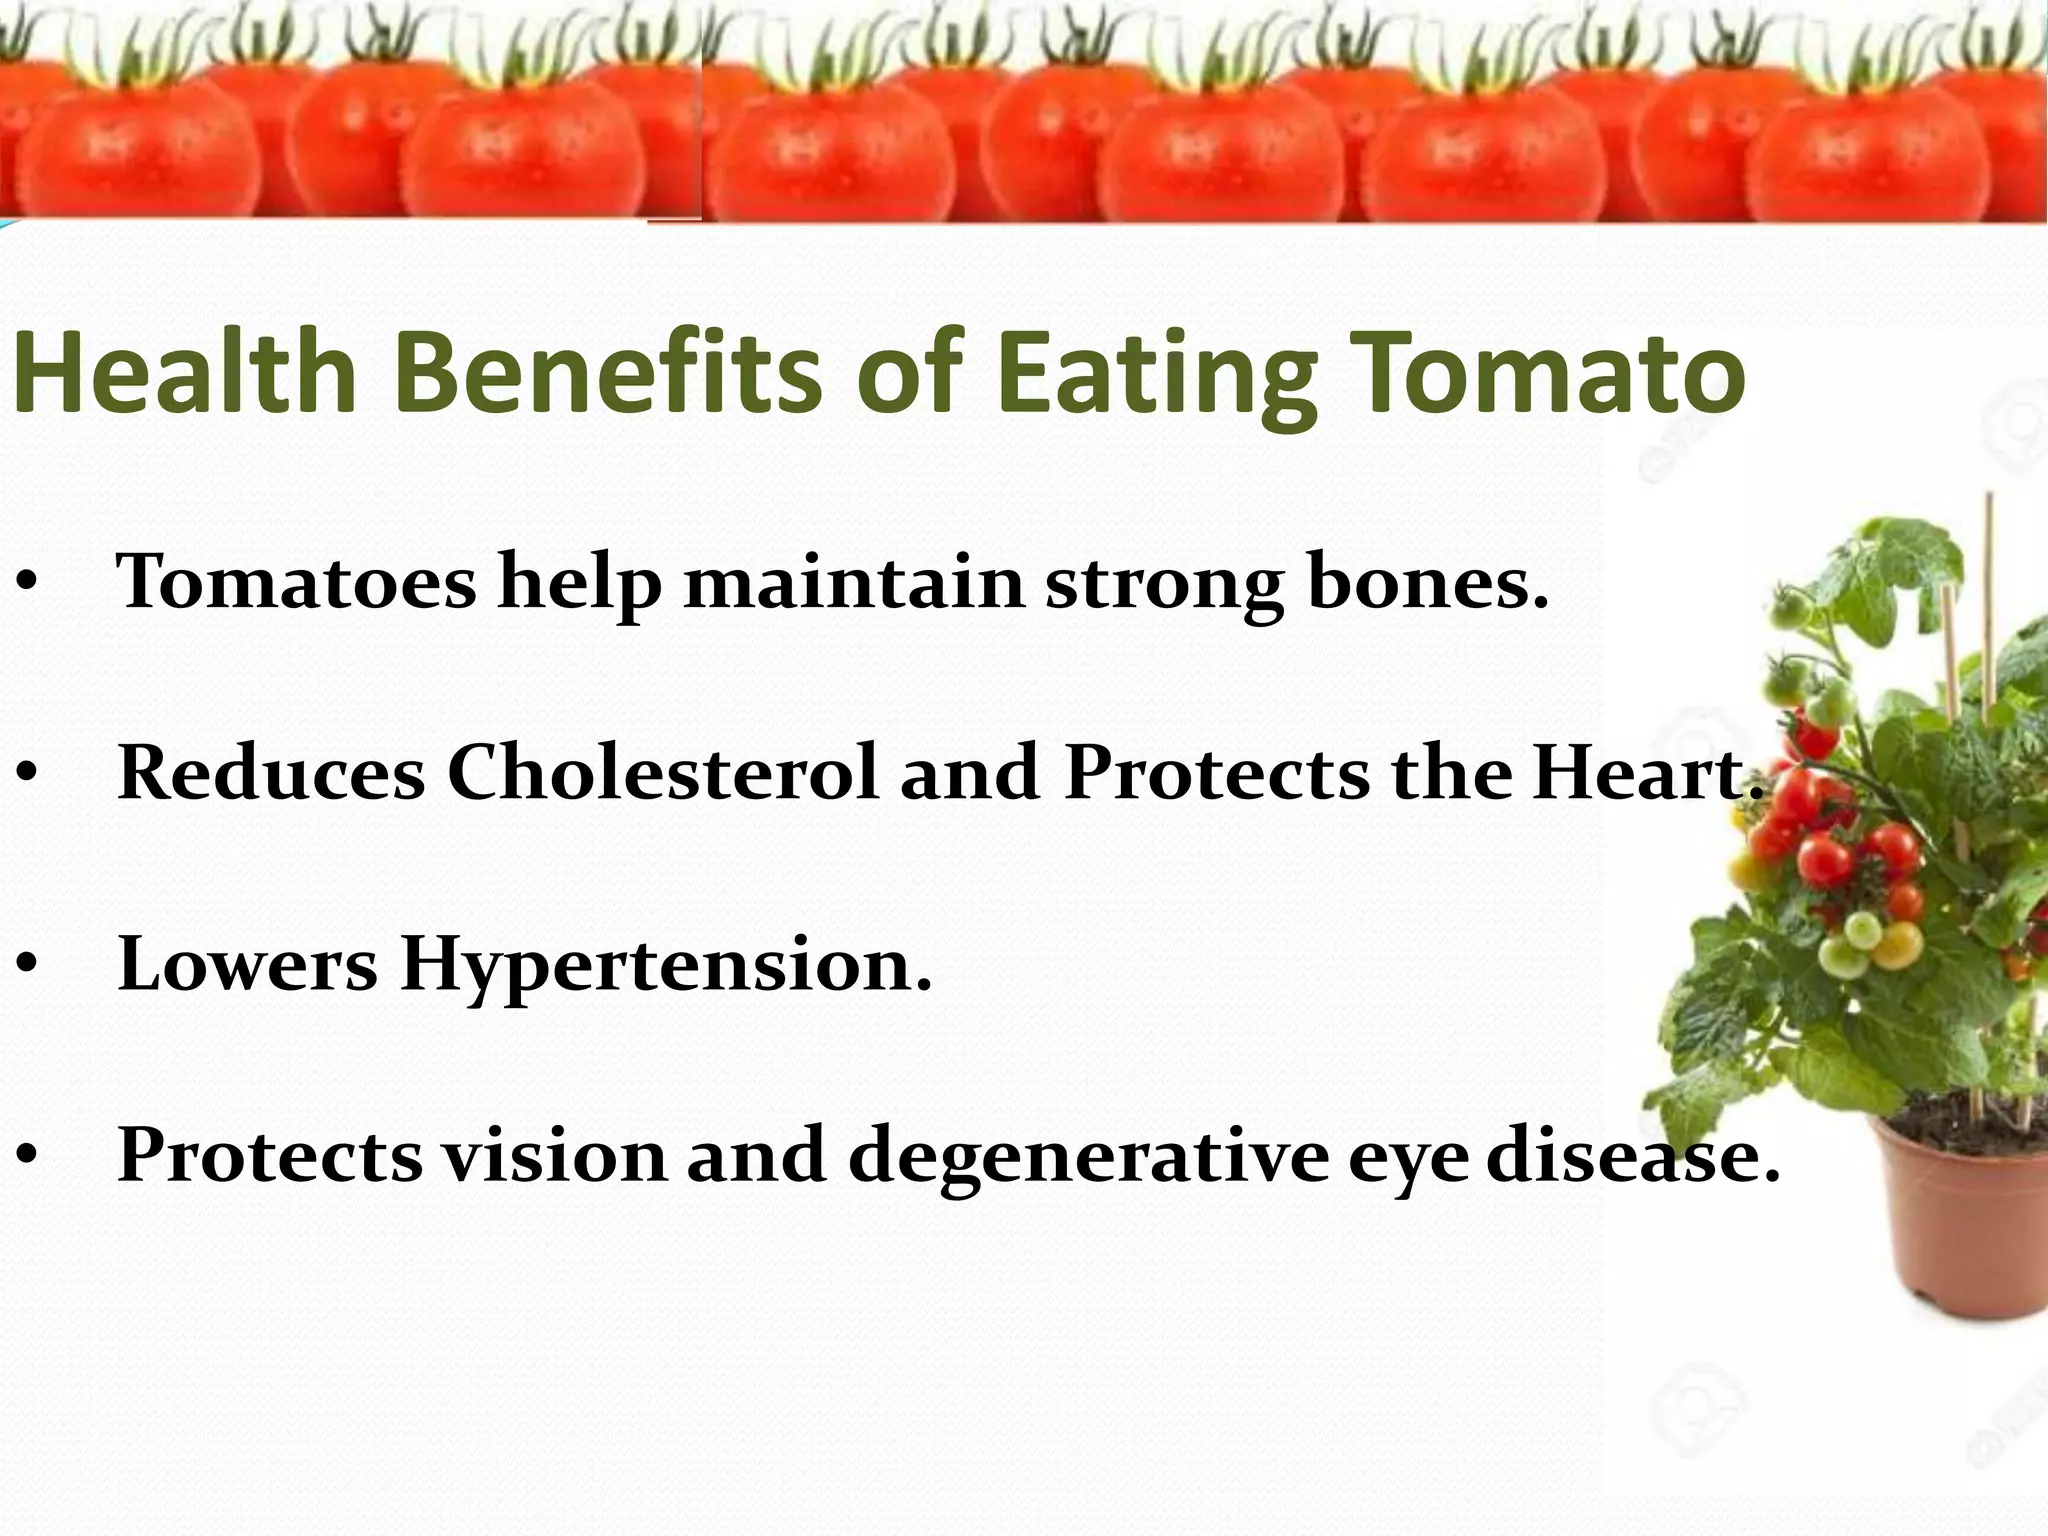 Health Benefits of Eating Tomato
• Tomatoes help maintain strong bones.
• Reduces Cholesterol and Protects the Heart.
• Lowers Hypertension.
• Protects vision and degenerative eye disease.